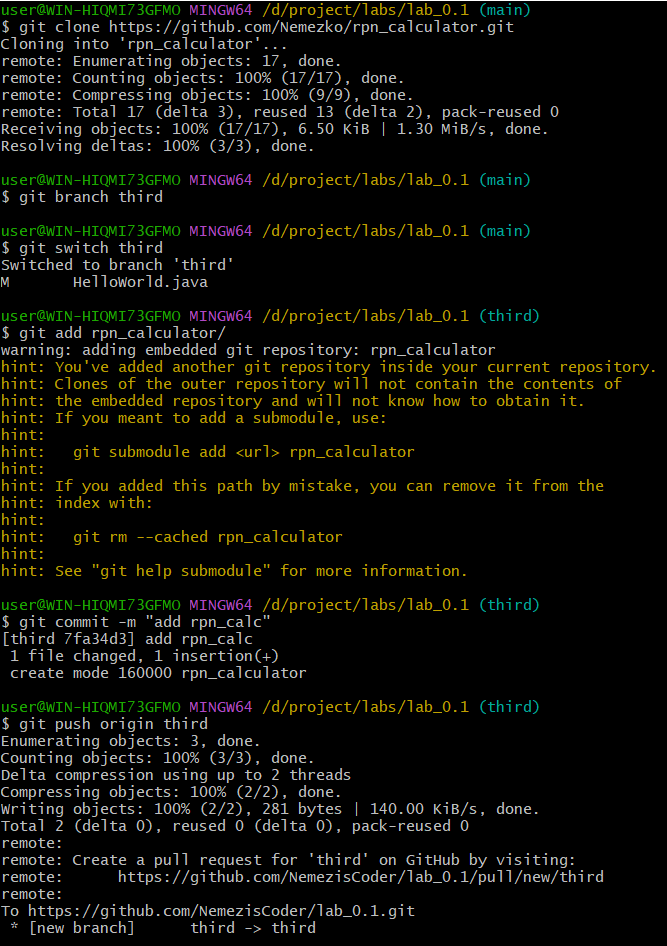 user@WIN-HIQMI73GFMO MINGW64 /d/project/labs/lab_0.1 (main)
$ git clone https://github.com/Nemezko/rpn_calculator.git
Cloning into 'rpn_calculator'...
remote: Enumerating objects: 17, done.
remote: Counting objects: 100% (17/17), done.
remote: Compressing objects: 100% (9/9), done.
remote: Total 17 (delta 3), reused 13 (delta 2), pack-reused 0
Receiving objects: 100% (17/17), 6.50 KiB | 1.30 MiB/s, done.
Resolving deltas: 100% (3/3), done.
user@WIN-HIQMI73GFMO MINGW64 /d/project/labs/lab_0.1 (main)
$ git branch third
user@WIN-HIQMI73GFMO MINGW64 /d/project/labs/lab_0.1 (main)
$ git switch third
Switched to branch 'third'
M       HelloWorld.java
user@WIN-HIQMI73GFMO MINGW64 /d/project/labs/lab_0.1 (third)
$ git add rpn_calculator/
warning: adding embedded git repository: rpn_calculator
hint: You've added another git repository inside your current repository.
hint: Clones of the outer repository will not contain the contents of
hint: the embedded repository and will not know how to obtain it.
hint: If you meant to add a submodule, use:
hint:
hint:   git submodule add <url> rpn_calculator
hint:
hint: If you added this path by mistake, you can remove it from the
hint: index with:
hint:
hint:   git rm --cached rpn_calculator
hint:
hint: See "git help submodule" for more information.
user@WIN-HIQMI73GFMO MINGW64 /d/project/labs/lab_0.1 (third)
$ git commit -m "add rpn_calc"
[third 7fa34d3] add rpn_calc
 1 file changed, 1 insertion(+)
 create mode 160000 rpn_calculator
user@WIN-HIQMI73GFMO MINGW64 /d/project/labs/lab_0.1 (third)
$ git push origin third
Enumerating objects: 3, done.
Counting objects: 100% (3/3), done.
Delta compression using up to 2 threads
Compressing objects: 100% (2/2), done.
Writing objects: 100% (2/2), 281 bytes | 140.00 KiB/s, done.
Total 2 (delta 0), reused 0 (delta 0), pack-reused 0
remote:
remote: Create a pull request for 'third' on GitHub by visiting:
remote:      https://github.com/NemezisCoder/lab_0.1/pull/new/third
remote:
To https://github.com/NemezisCoder/lab_0.1.git
 * [new branch]      third -> third